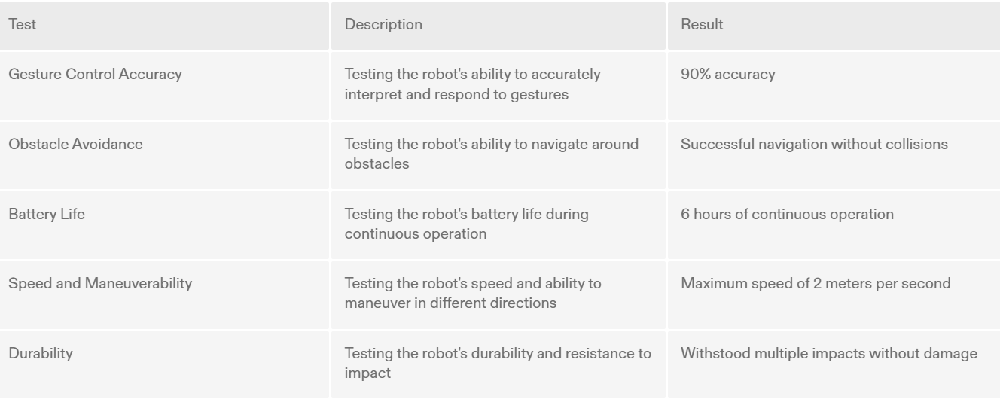 Test
Description
Result
Gesture Control Accuracy
Testing the robot's ability to accurately
interpret and respond to gestures
90% accuracy
Obstacle Avoidance
Testing the robot's ability to navigate around
obstacles
Successful navigation without collisions
Battery Life
Testing the robot's battery life during
continuous operation
6 hours of continuous operation
Speed and Maneuverability
Testing the robot's speed and ability to
maneuver in different directions
Maximum speed of 2 meters per second
Durability
Testing the robot's durability and resistance to
impact
Withstood multiple impacts without damage